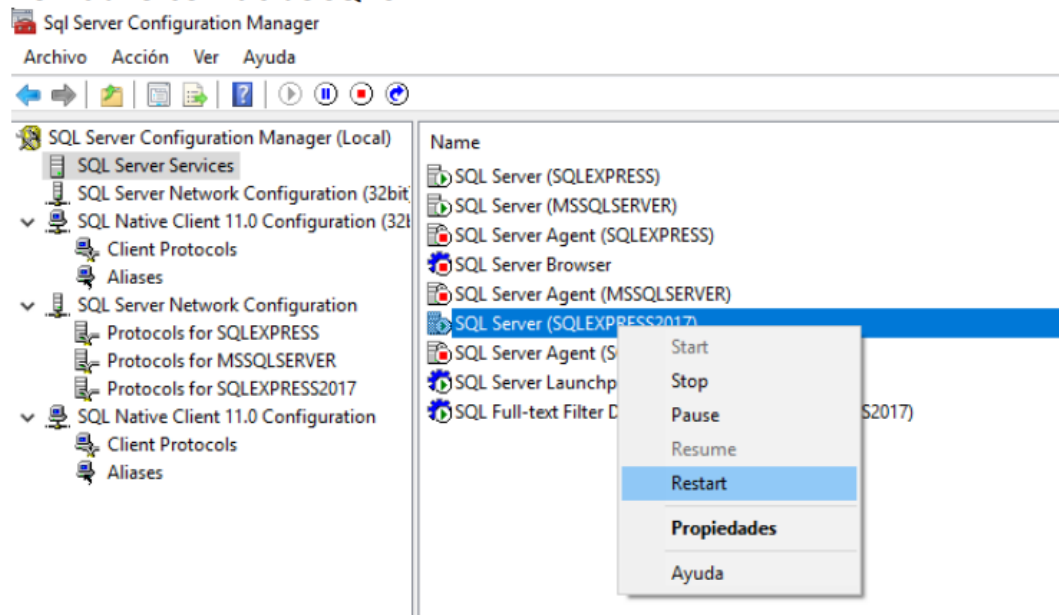 Sql Server Configuration Manager
Archivo Acción Ver Ayuda
SQL Server Configuration Manager (Local)
SQL Server Services
SQL Server Network Configuration (32bit
SQL Native Client 11.0 Configuration (32b
Client Protocols
Aliases
SQL Server Network Configuration
Protocols for SQLEXPRESS
Protocols for MSSQLSERVER
Protocols for SQLEXPRESS2017
SQL Native Client 11.0 Configuration
Client Protocols
Aliases
Name
SQL Server (SQLEXPRESS)
SQL Server (MSSQLSERVER)
SQL Server Agent (SQLEXPRESS)
SQL Server Browser
SQL Server Agent (MSSQLSERVER)
SQL Server (SQLEXPRESS2017)
SQL Server Agent (S
SQL Server Launchp
SQL Full-text Filter D S2017)
Start
Stop
Pause
Resume
Restart
Propiedades
Ayuda